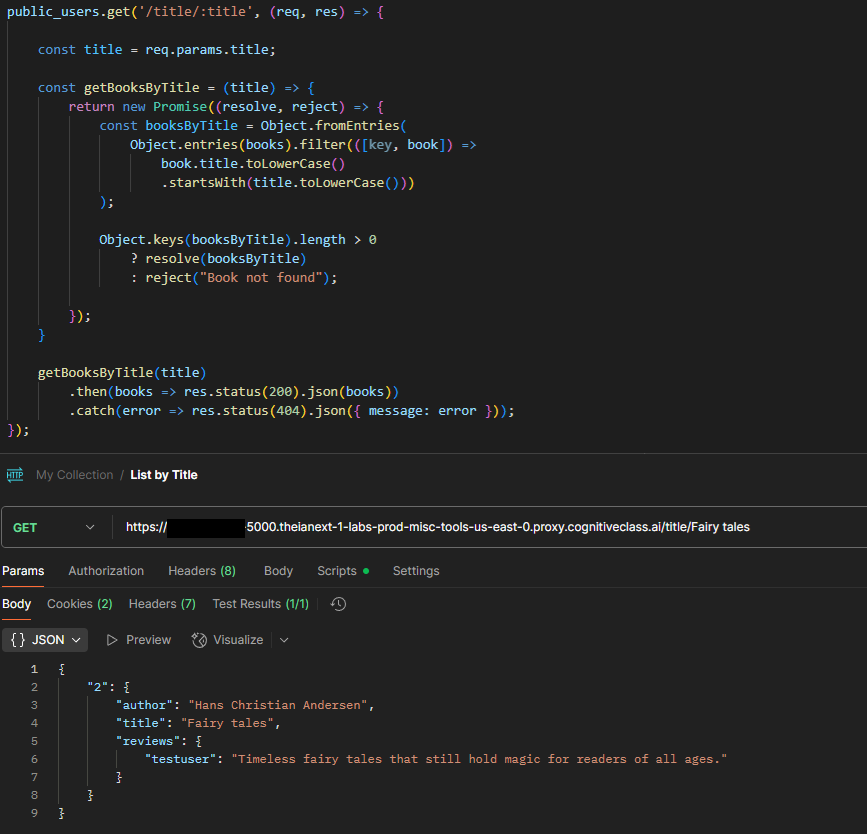 public_users.get('/title/:title', (req, res) => {
const title = req.params.title;
const getBooksByTitle = (title) => {
return new Promise((resolve, reject) => {
const booksByTitle = Object.fromEntries(
Object.entries(books).filter(([key, book]) =>
book.title.toLowerCase()
.startsWith(title.toLowerCase()))
);
Object.keys(booksByTitle).length > 0
? resolve(booksByTitle)
: reject("Book not found");
});
}
getBooksByTitle(title)
.then(books => res.status(200).json(books))
.catch(error => res.status(404).json({ message: error }));
});
HTTP My Collection / List by Title
GET https:// -5000.theianext-1-labs-prod-misc-tools-us-east-0.proxy.cognitiveclass.ai/title/Fairy tales
Params Authorization Headers (8) Body Scripts Settings
Body Cookies (2) Headers (7) Test Results (1/1)
{} JSON Preview Visualize
1 {
2 "2": {
3 "author": "Hans Christian Andersen",
4 "title": "Fairy tales",
5 "reviews": {
6 "testuser": "Timeless fairy tales that still hold magic for readers of all ages."
7 }
8 }
9 }